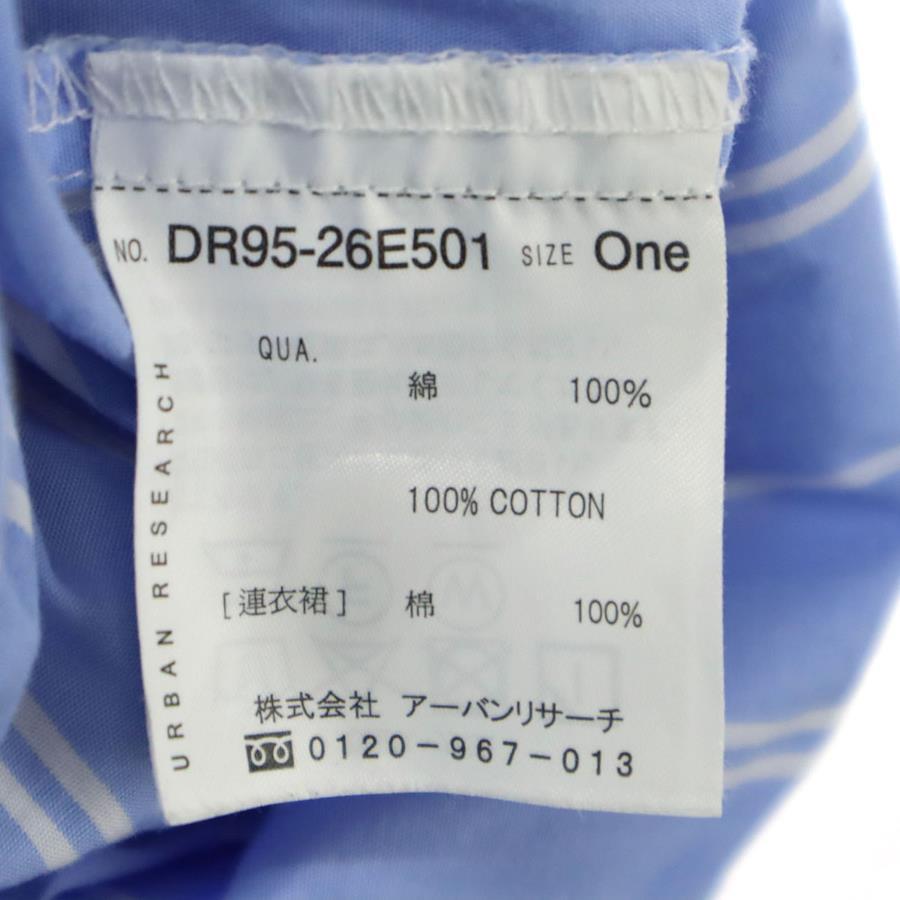 NO. DR95-26E501 SIZE One
QUA.
綿 100%
100% COTTON
[連衣裙] 棉 100%
株式会社 アーバンリサーチ
0120-967-013
URBAN RESEARCH